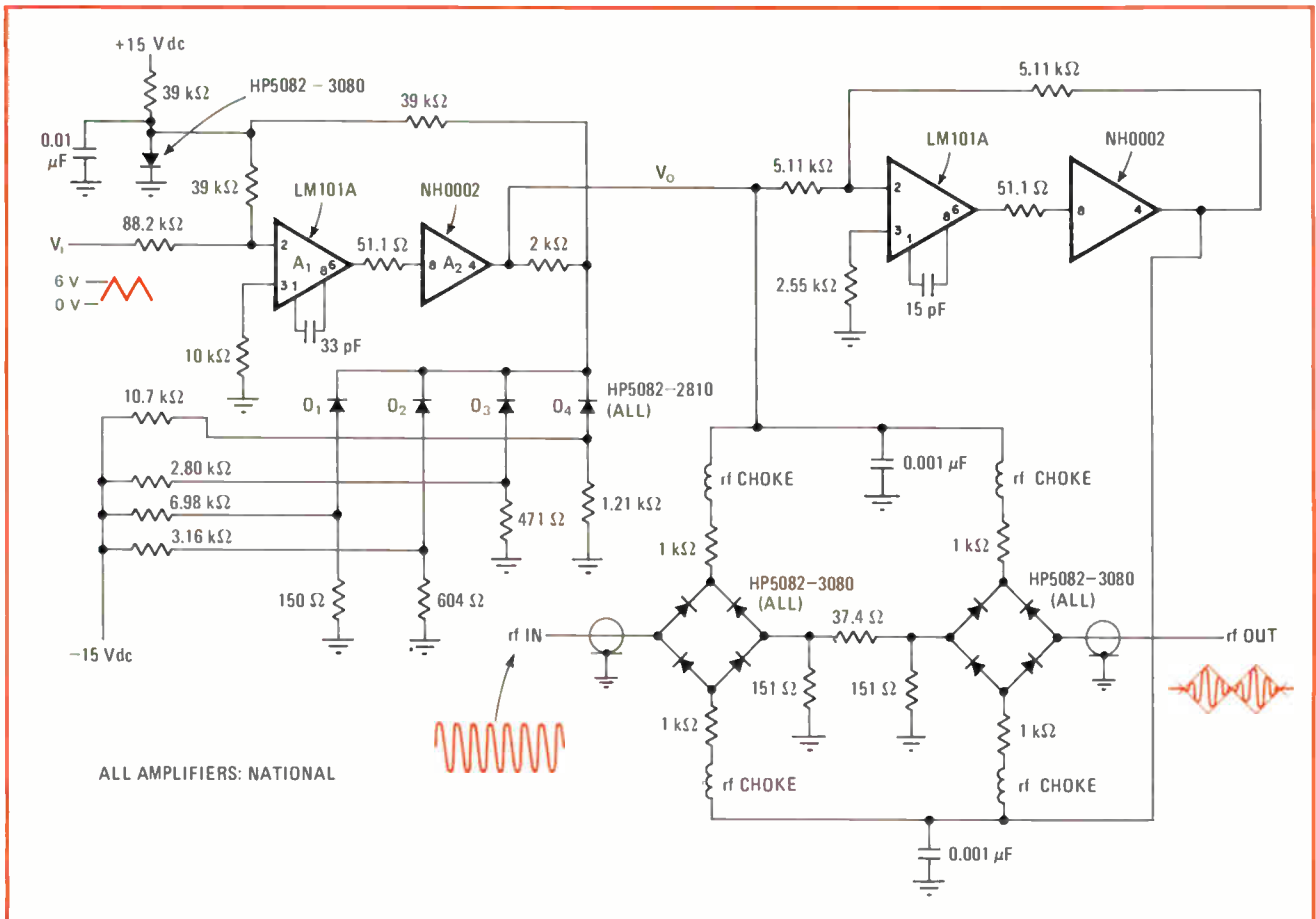 +15 Vdc
39 kΩ
HP5082 – 3080
0.01 μF
39 kΩ
39 kΩ
LM101A
NH0002
88.2 kΩ
V₁
6 V
0 V
2
A₁
8 6
3 1
51.1 Ω
8 A₂ 4
2 kΩ
33 pF
10 kΩ
V₀
5.11 kΩ
5.11 kΩ
LM101A
NH0002
2
8 6
3
1
51.1 Ω
8
4
2.55 kΩ
15 pF
10.7 kΩ
O₁
O₂
O₃
O₄
HP5082–2810
(ALL)
2.80 kΩ
6.98 kΩ
3.16 kΩ
471 Ω
1.21 kΩ
150 Ω
604 Ω
–15 Vdc
rf CHOKE
0.001 μF
rf CHOKE
1 kΩ
1 kΩ
HP5082–3080
(ALL)
HP5082–3080
(ALL)
37.4 Ω
rf IN
rf OUT
151 Ω
151 Ω
1 kΩ
1 kΩ
rf CHOKE
rf CHOKE
0.001 μF
ALL AMPLIFIERS: NATIONAL